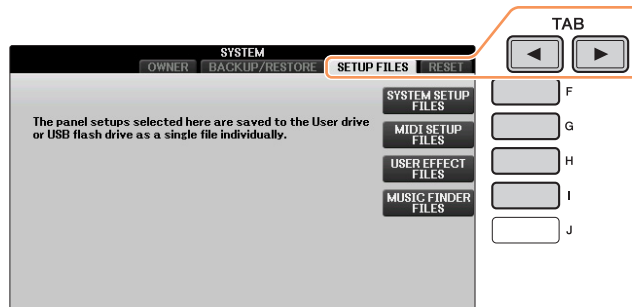 TAB
SYSTEM
OWNER BACKUP/RESTORE SETUP FILES RESET
The panel setups selected here are saved to the User drive
or USB flash drive as a single file individually.
SYSTEM SETUP
FILES
MIDI SETUP
FILES
USER EFFECT
FILES
MUSIC FINDER
FILES
F
G
H
I
J